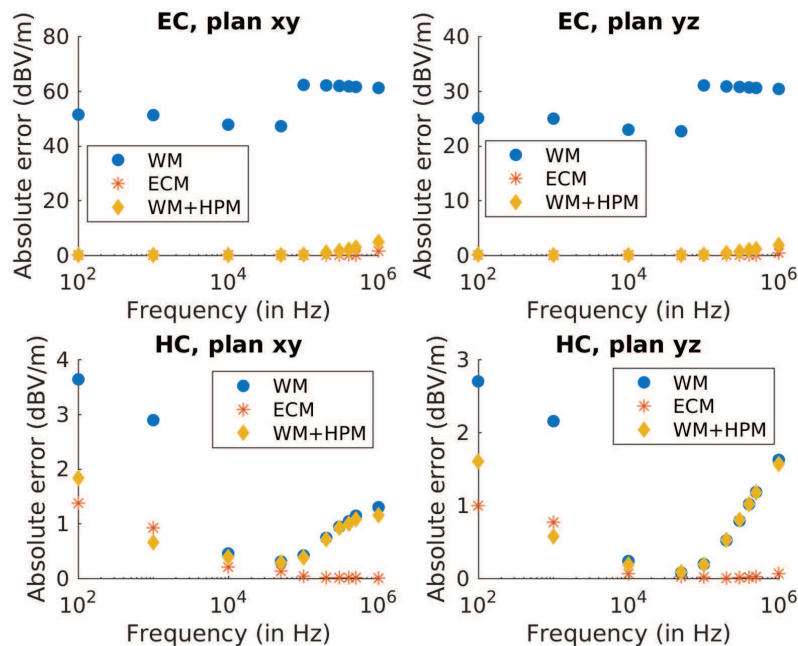 EC, plan xy
Absolute error (dBV/m)
80
60
40
20
0
WM
ECM
WM+HPM
10^2
10^4
10^6
Frequency (in Hz)
EC, plan yz
Absolute error (dBV/m)
40
30
20
10
0
WM
ECM
WM+HPM
10^2
10^4
10^6
Frequency (in Hz)
HC, plan xy
Absolute error (dBV/m)
4
3
2
1
0
WM
ECM
WM+HPM
10^2
10^4
10^6
Frequency (in Hz)
HC, plan yz
Absolute error (dBV/m)
3
2
1
0
WM
ECM
WM+HPM
10^2
10^4
10^6
Frequency (in Hz)